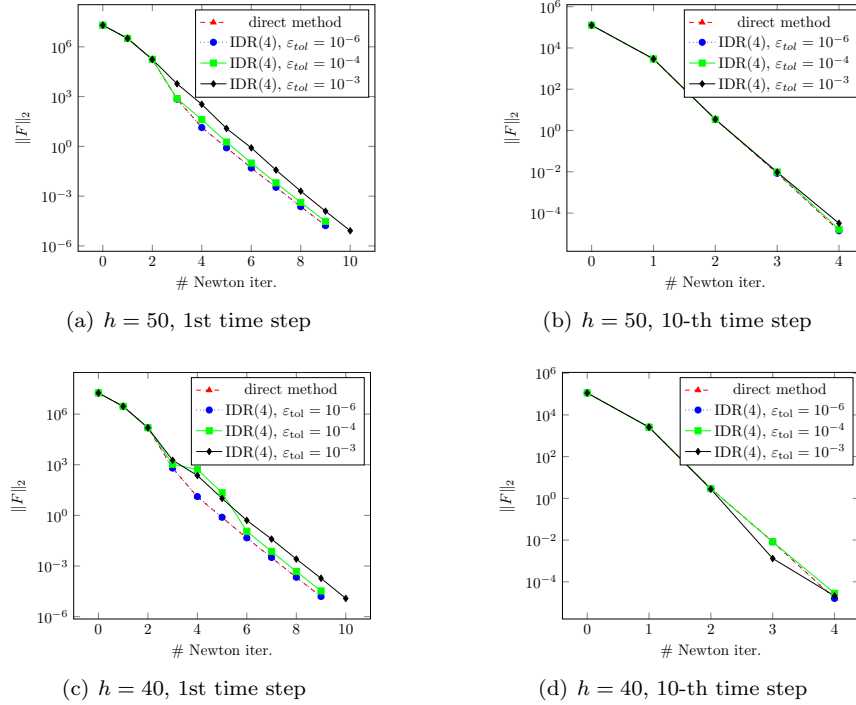 direct method
IDR(4), ε_tol = 10^−6
IDR(4), ε_tol = 10^−4
IDR(4), ε_tol = 10^−3
10^6
10^3
10^0
10^−3
10^−6
‖F‖_2
0 2 4 6 8 10
# Newton iter.
(a) h = 50, 1st time step
direct method
IDR(4), ε_tol = 10^−6
IDR(4), ε_tol = 10^−4
IDR(4), ε_tol = 10^−3
10^6
10^4
10^2
10^0
10^−2
10^−4
‖F‖_2
0 1 2 3 4
# Newton iter.
(b) h = 50, 10-th time step
direct method
IDR(4), ε_tol = 10^−6
IDR(4), ε_tol = 10^−4
IDR(4), ε_tol = 10^−3
10^6
10^3
10^0
10^−3
10^−6
‖F‖_2
0 2 4 6 8 10
# Newton iter.
(c) h = 40, 1st time step
direct method
IDR(4), ε_tol = 10^−6
IDR(4), ε_tol = 10^−4
IDR(4), ε_tol = 10^−3
10^6
10^4
10^2
10^0
10^−2
10^−4
‖F‖_2
0 1 2 3 4
# Newton iter.
(d) h = 40, 10-th time step